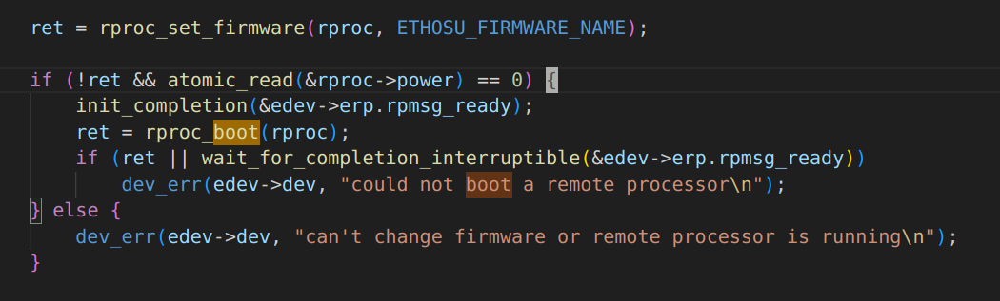 ret = rproc_set_firmware(rproc, ETHOSU_FIRMWARE_NAME);
if (!ret && atomic_read(&rproc->power) == 0) {
init_completion(&edev->erp.rpmsg_ready);
ret = rproc_boot(rproc);
if (ret || wait_for_completion_interruptible(&edev->erp.rpmsg_ready))
dev_err(edev->dev, "could not boot a remote processor\n");
} else {
dev_err(edev->dev, "can't change firmware or remote processor is running\n");
}